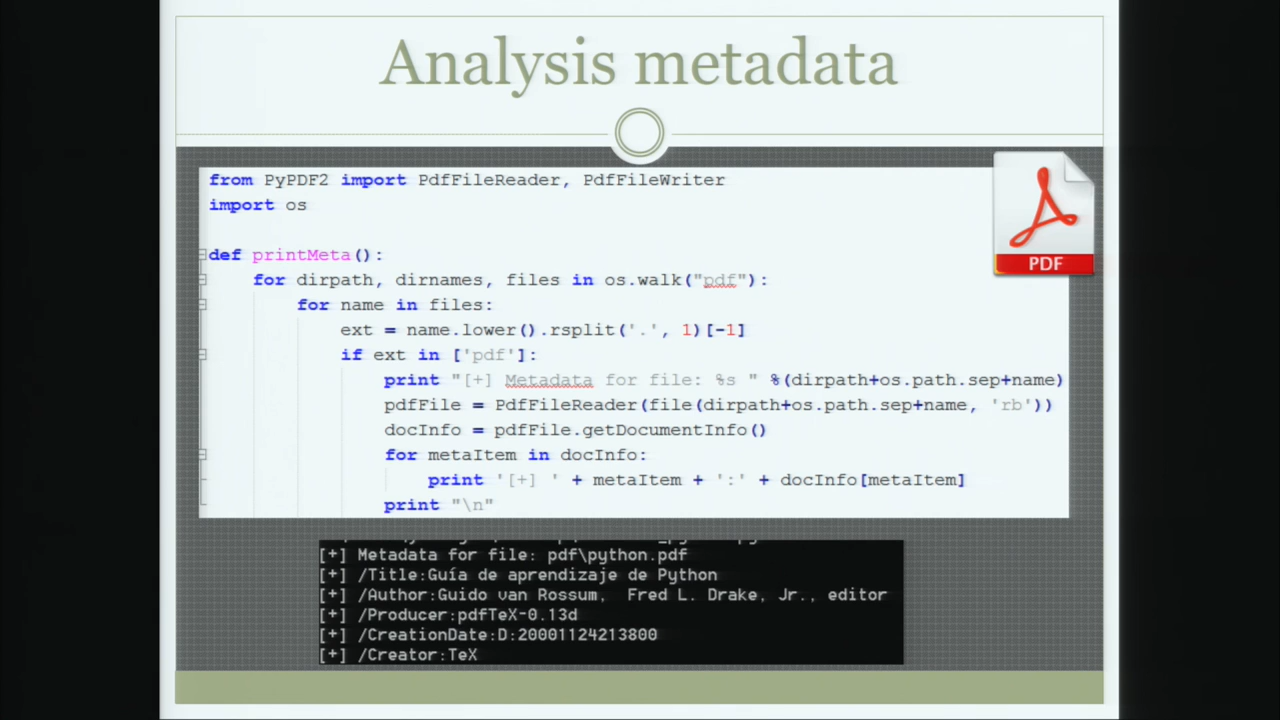 Analysis metadata
from PyPDF2 import PdfFileReader, PdfFileWriter
import os
def printMeta():
for dirpath, dirnames, files in os.walk("pdf"):
for name in files:
ext = name.lower().rsplit('.', 1)[-1]
if ext in ['pdf']:
print "[+] Metadata for file: %s " %(dirpath+os.path.sep+name)
pdfFile = PdfFileReader(file(dirpath+os.path.sep+name, 'rb'))
docInfo = pdfFile.getDocumentInfo()
for metaItem in docInfo:
print '[+] ' + metaItem + ':' + docInfo[metaItem]
print "\n"
PDF
[+] Metadata for file: pdf\python.pdf
[+] /Title:Guía de aprendizaje de Python
[+] /Author:Guido van Rossum,  Fred L. Drake, Jr., editor
[+] /Producer:pdfTeX-0.13d
[+] /CreationDate:D:20001124213800
[+] /Creator:TeX